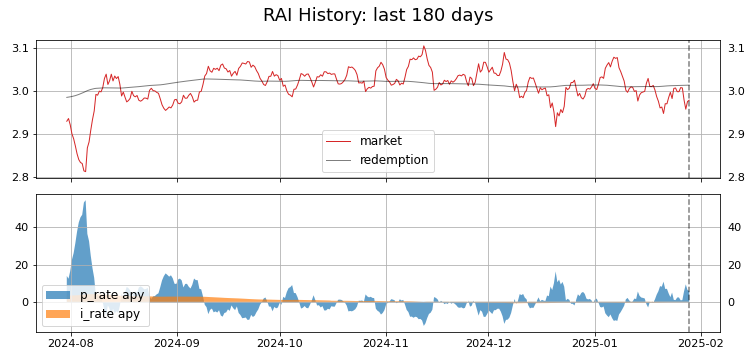 RAI History: last 180 days
3.1 3.1
3.0 3.0
2.9 2.9
2.8 2.8
market
redemption
40 40
20 20
0 0
p_rate apy
i_rate apy
2024-08 2024-09 2024-10 2024-11 2024-12 2025-01 2025-02